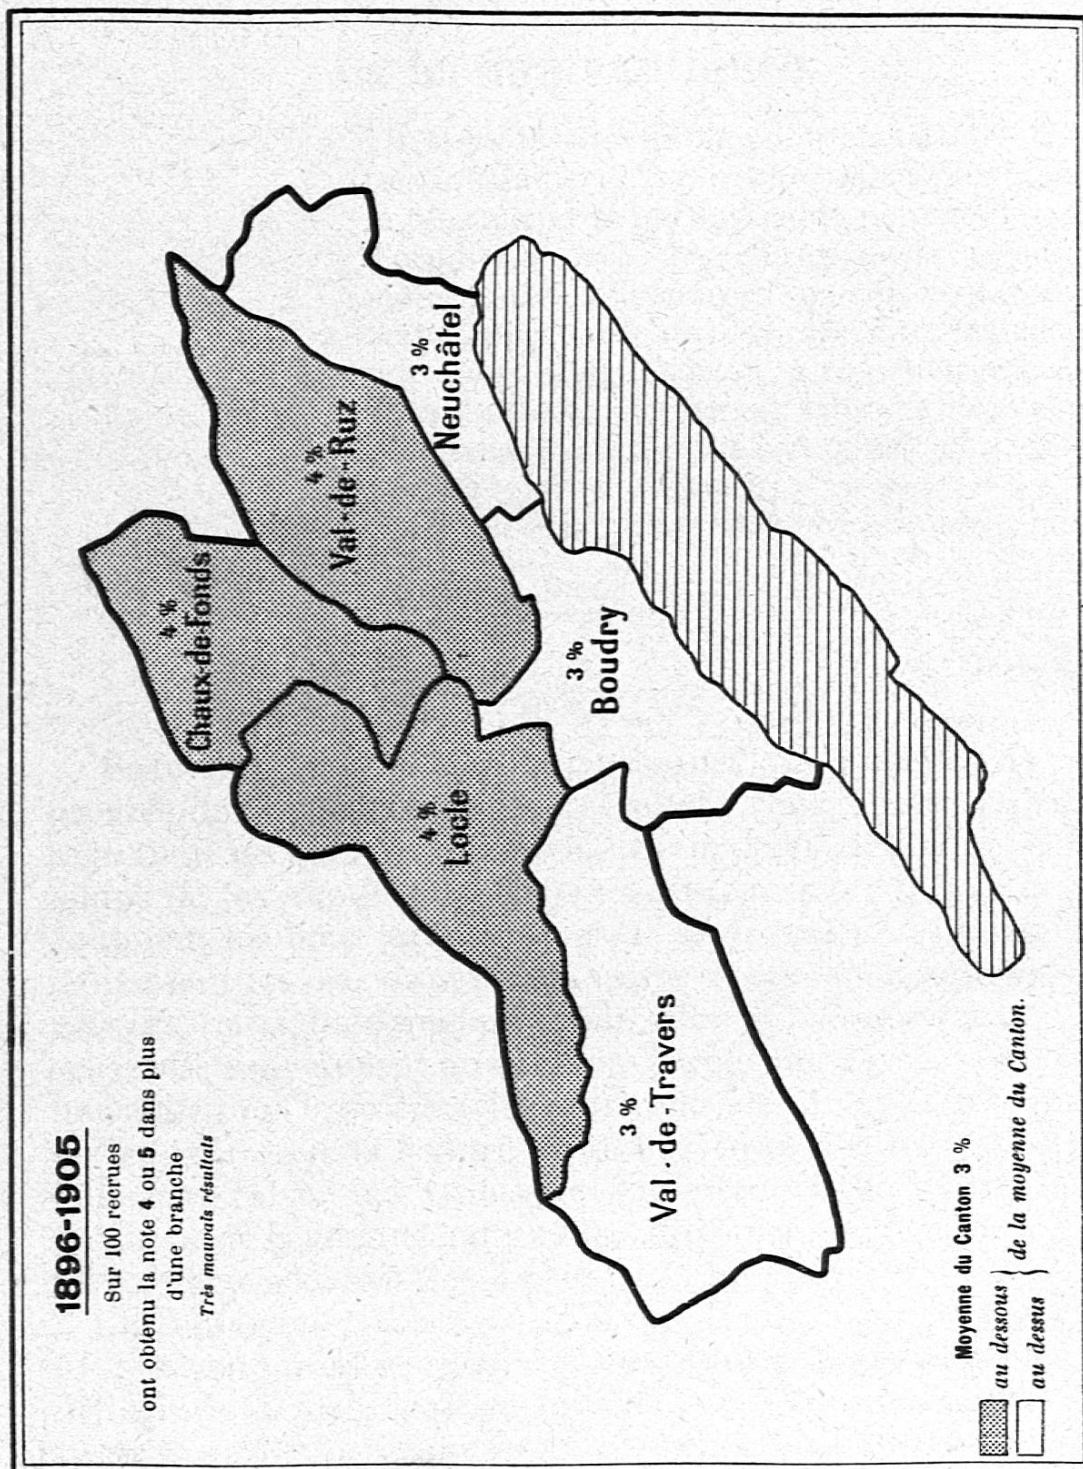 1896-1905
Sur 100 recrues
ont obtenu la note 4 ou 5 dans plus
d'une branche
Très mauvais résultats
4 %
Chaux-de-Fonds
4 %
Val-de-Ruz
3 %
Neuchâtel
4 %
Locle
3 %
Boudry
3 %
Val-de-Travers
Moyenne du Canton 3 %
au dessous
au dessus
} de la moyenne du Canton.